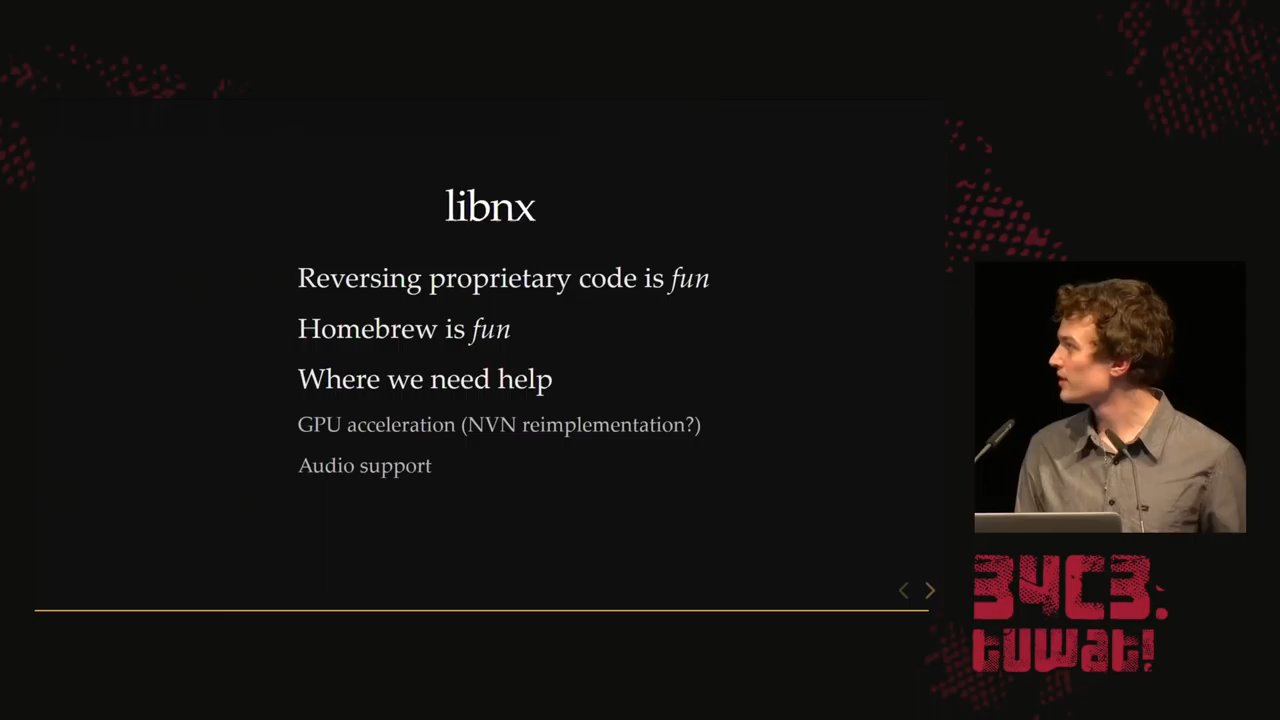 libnx
Reversing proprietary code is fun
Homebrew is fun
Where we need help
GPU acceleration (NVN reimplementation?)
Audio support
34C3.
tuwat!